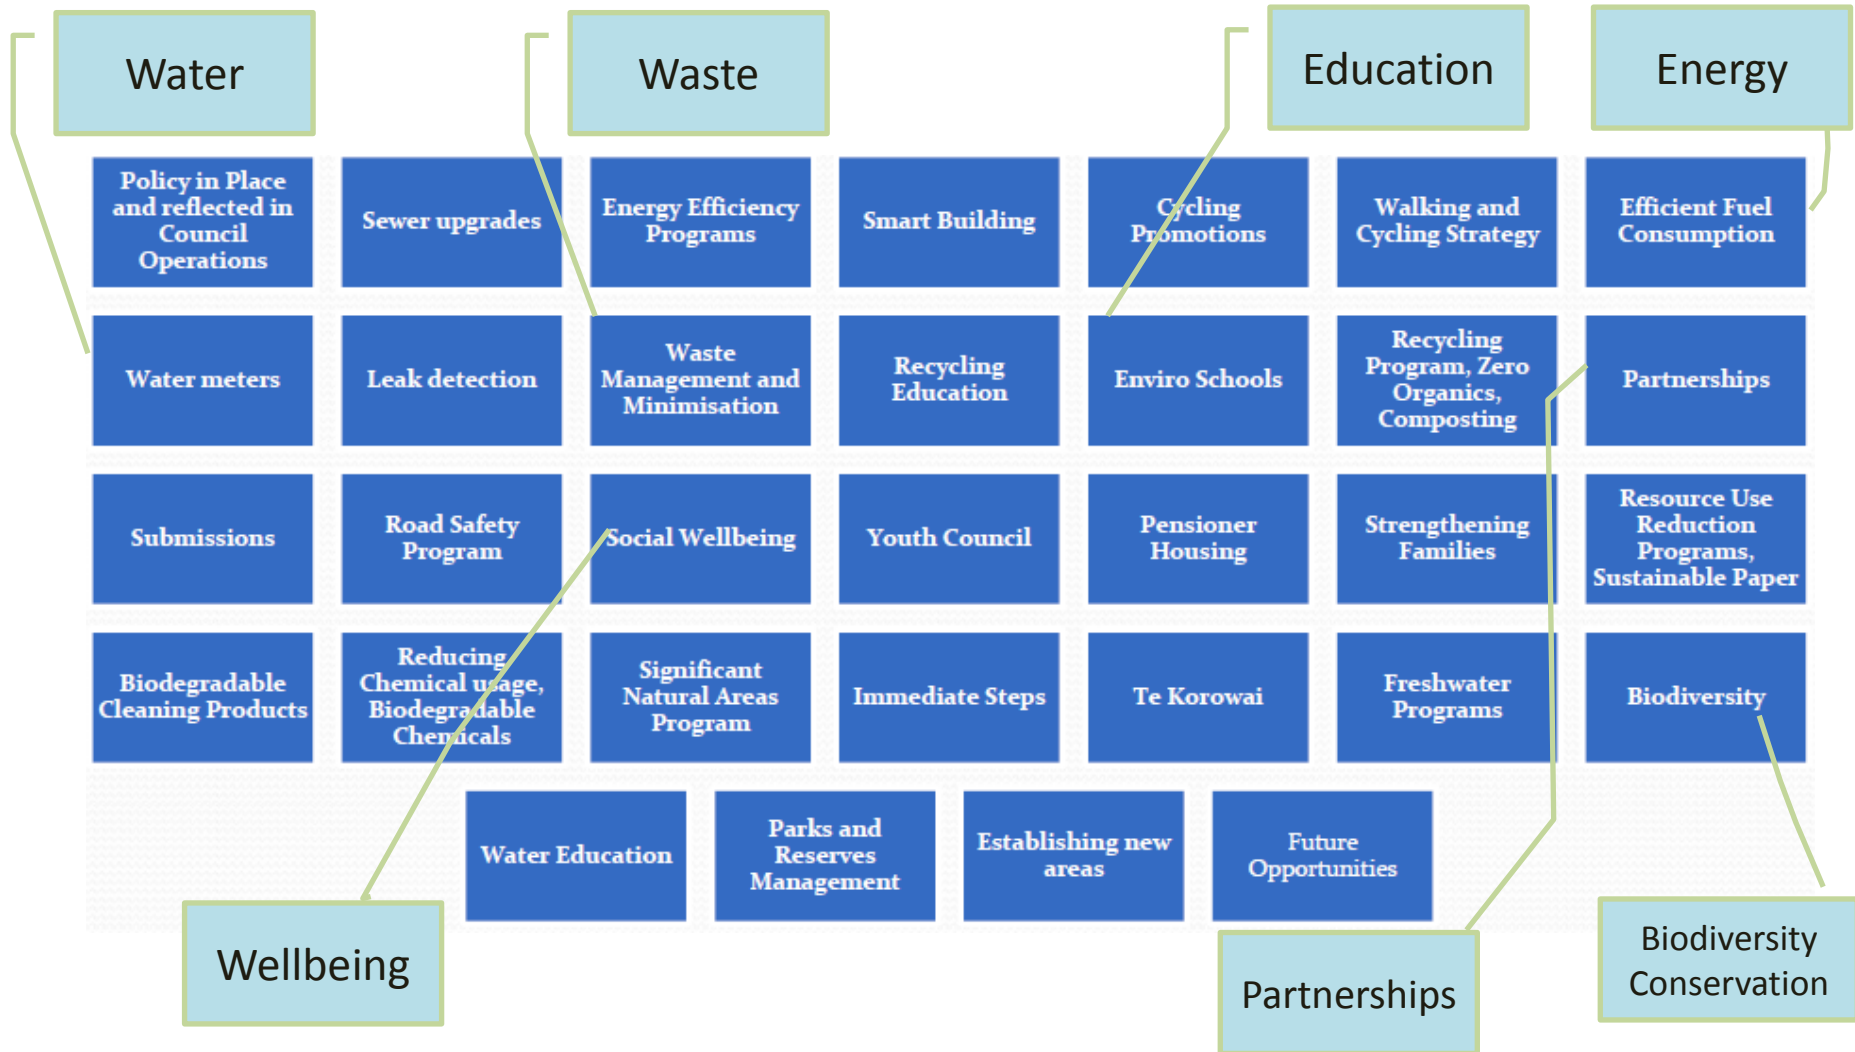 Water
Waste
Education
Energy
Policy in Place
and reflected in
Council
Operations
Sewer upgrades
Energy Efficiency
Programs
Smart Building
Cycling
Promotions
Walking and
Cycling Strategy
Efficient Fuel
Consumption
Water meters
Leak detection
Waste
Management and
Minimisation
Recycling
Education
Enviro Schools
Recycling
Program, Zero
Organics,
Composting
Partnerships
Submissions
Road Safety
Program
Social Wellbeing
Youth Council
Pensioner
Housing
Strengthening
Families
Resource Use
Reduction
Programs,
Sustainable Paper
Biodegradable
Cleaning Products
Reducing
Chemical usage,
Biodegradable
Chemicals
Significant
Natural Areas
Program
Immediate Steps
Te Korowai
Freshwater
Programs
Biodiversity
Water Education
Parks and
Reserves
Management
Establishing new
areas
Future
Opportunities
Wellbeing
Partnerships
Biodiversity
Conservation